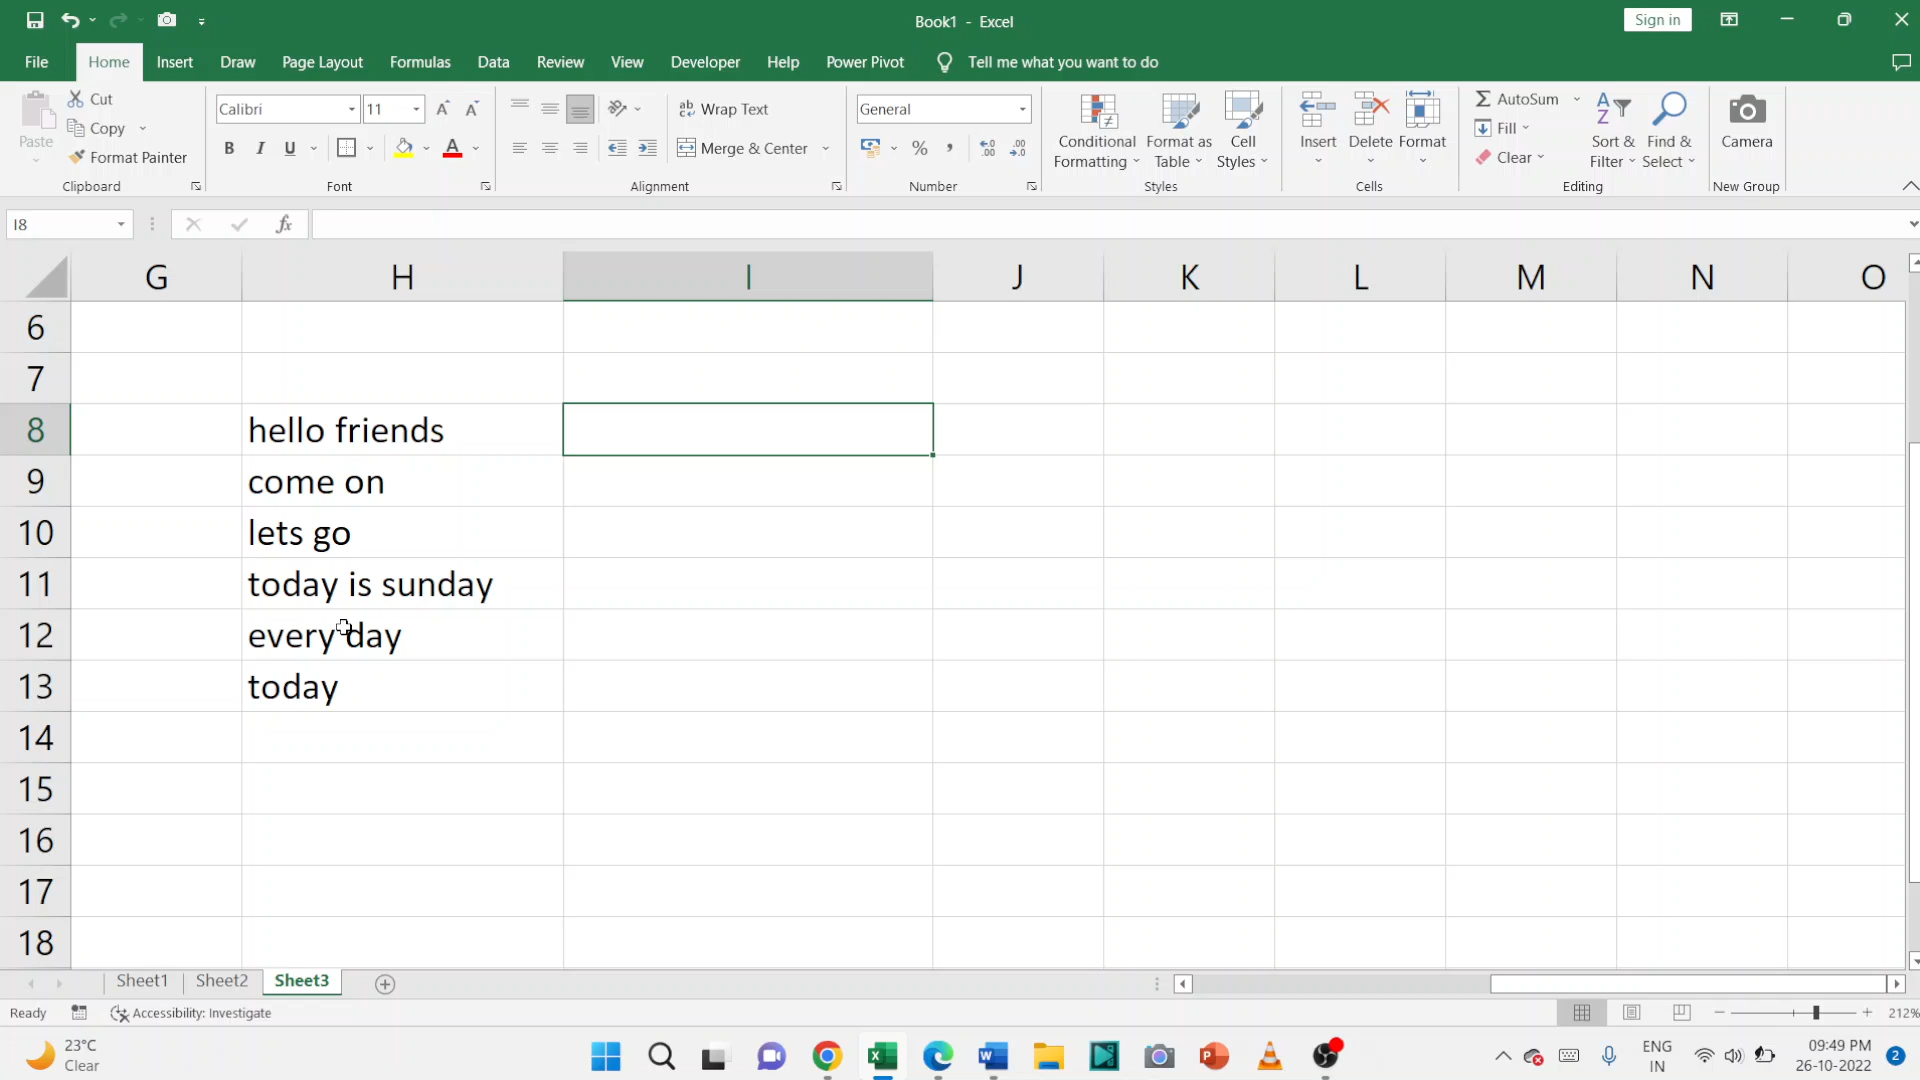 Book1 - Excel
Sign in
File Home Insert Draw Page Layout Formulas Data Review View Developer Help Power Pivot Tell me what you want to do
Paste
Cut
Copy
Format Painter
Clipboard
Calibri 11
B I U
Font
ab Wrap Text
Merge & Center
Alignment
General
%
Number
Conditional Formatting
Format as Table
Cell Styles
Styles
Insert Delete Format
Cells
AutoSum
Fill
Clear
Sort & Filter
Find & Select
Editing
Camera
New Group
I8
fx
G H I J K L M N O
6
7
8 hello friends
9 come on
10 lets go
11 today is sunday
12 every day
13 today
14
15
16
17
18
Sheet1 Sheet2 Sheet3
Ready Accessibility: Investigate 212%
23°C
Clear
ENG
IN
09:49 PM
26-10-2022
2